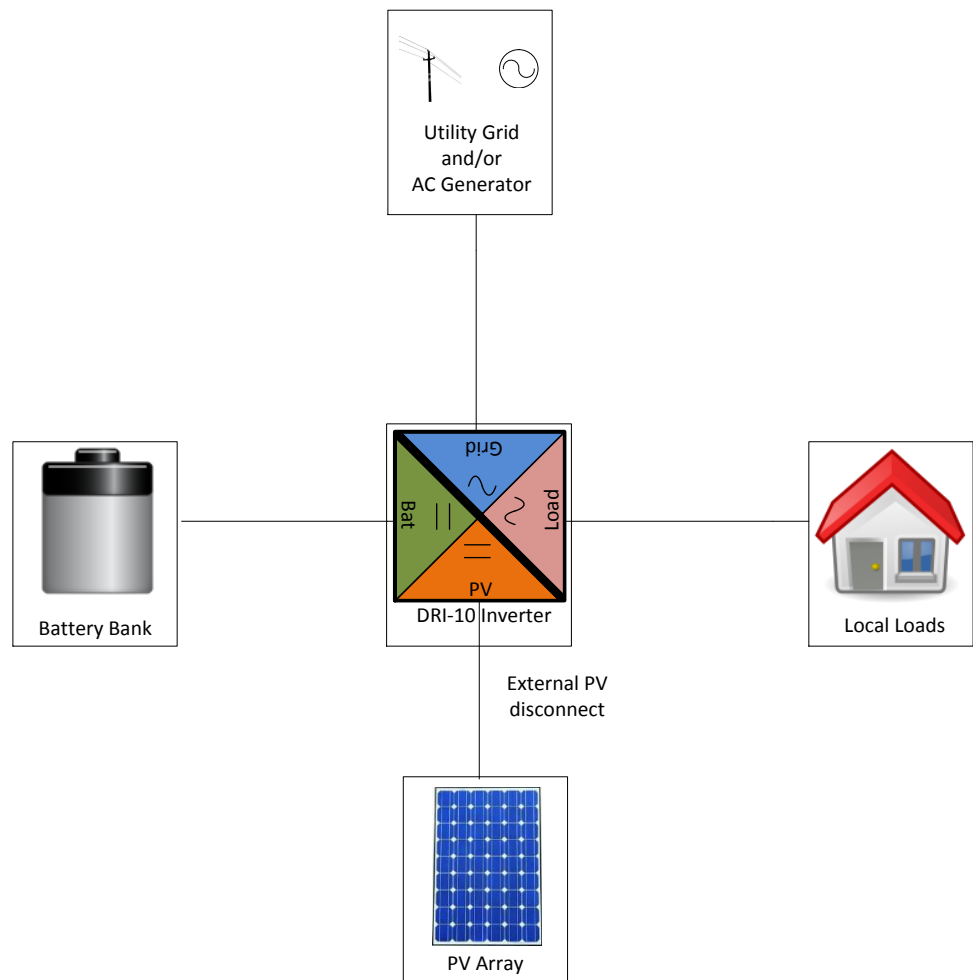 Utility Grid
and/or
AC Generator
Grid
Bat
Load
PV
DRI-10 Inverter
Battery Bank
Local Loads
External PV
disconnect
PV Array